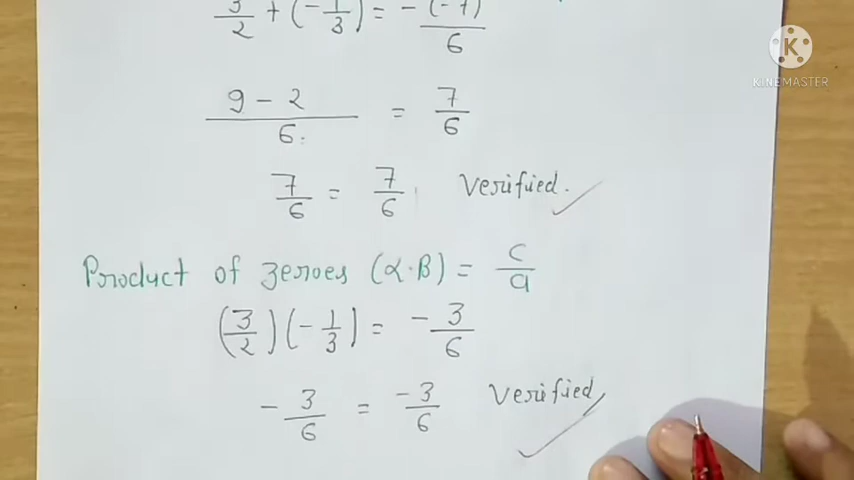 3/2 + (-1/3) = -(-7)/6
K
KINEMASTER
9 - 2 / 6 = 7/6
7/6 = 7/6 Verified.
Product of zeroes (α.β) = c/a
(3/2)(-1/3) = -3/6
-3/6 = -3/6 Verified